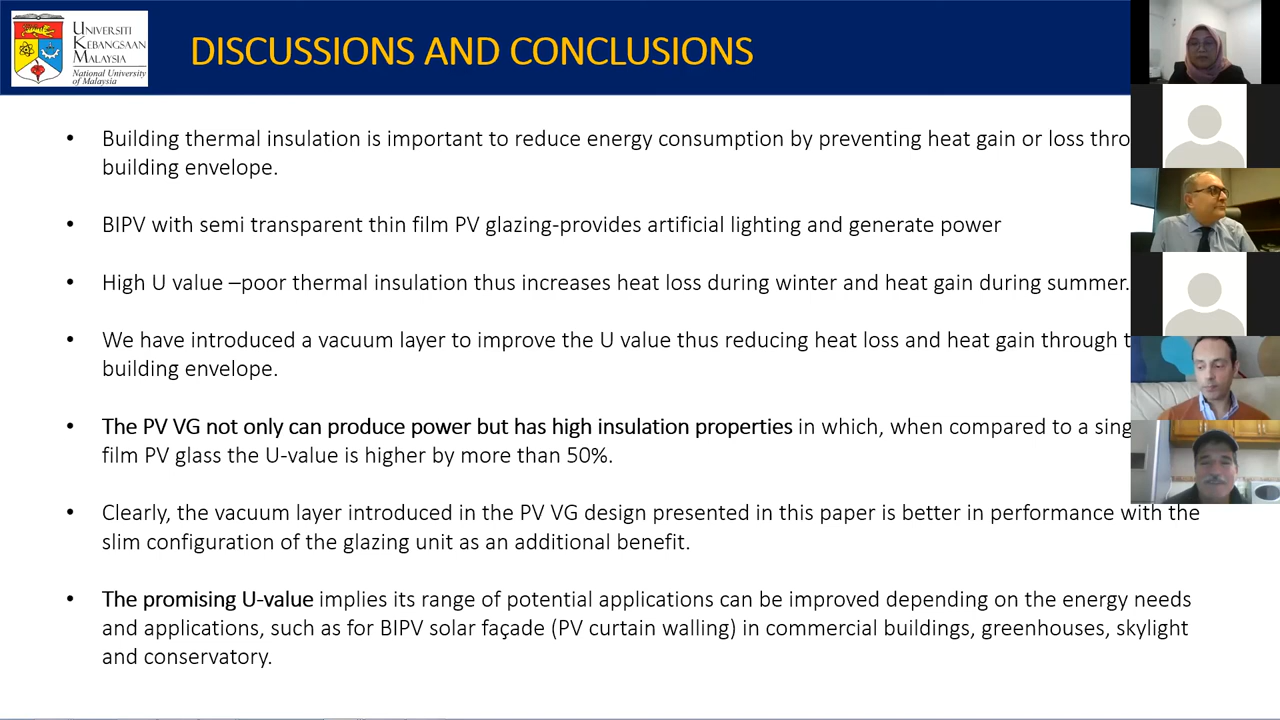 UNIVERSITI
KEBANGSAAN
MALAYSIA
National University
of Malaysia
DISCUSSIONS AND CONCLUSIONS
• Building thermal insulation is important to reduce energy consumption by preventing heat gain or loss thro
building envelope.
• BIPV with semi transparent thin film PV glazing-provides artificial lighting and generate power
• High U value –poor thermal insulation thus increases heat loss during winter and heat gain during summer.
• We have introduced a vacuum layer to improve the U value thus reducing heat loss and heat gain through t
building envelope.
• The PV VG not only can produce power but has high insulation properties in which, when compared to a sing
film PV glass the U-value is higher by more than 50%.
• Clearly, the vacuum layer introduced in the PV VG design presented in this paper is better in performance with the
slim configuration of the glazing unit as an additional benefit.
• The promising U-value implies its range of potential applications can be improved depending on the energy needs
and applications, such as for BIPV solar façade (PV curtain walling) in commercial buildings, greenhouses, skylight
and conservatory.